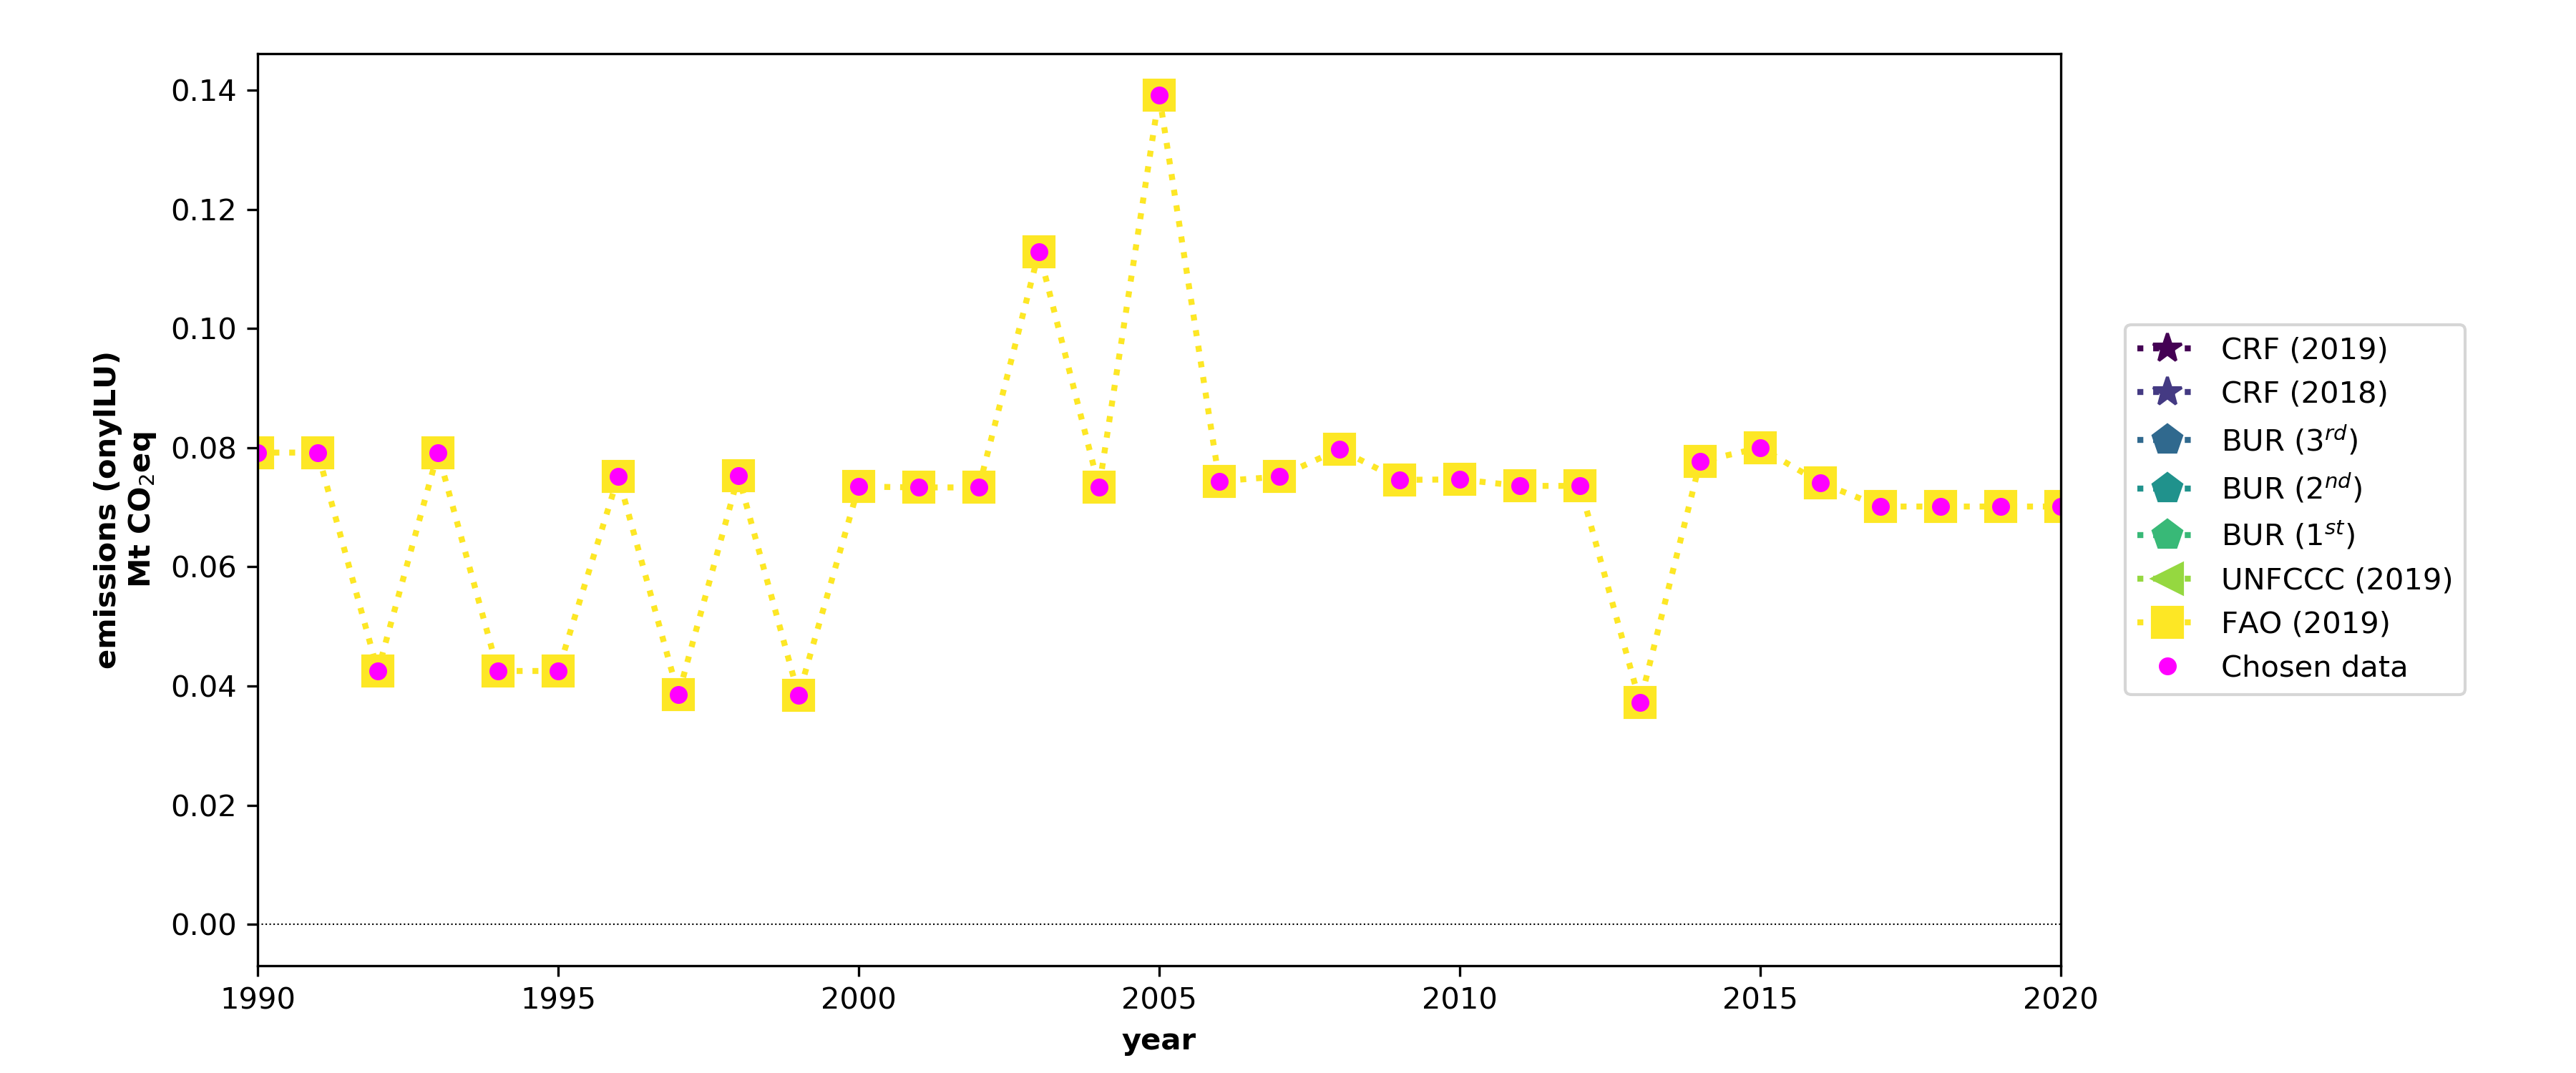 0.14
0.12
0.10
0.08
0.06
0.04
0.02
0.00
emissions (onylLU)
Mt CO₂eq
1990 1995 2000 2005 2010 2015 2020
year
CRF (2019)
CRF (2018)
BUR (3ʳᵈ)
BUR (2ⁿᵈ)
BUR (1ˢᵗ)
UNFCCC (2019)
FAO (2019)
Chosen data